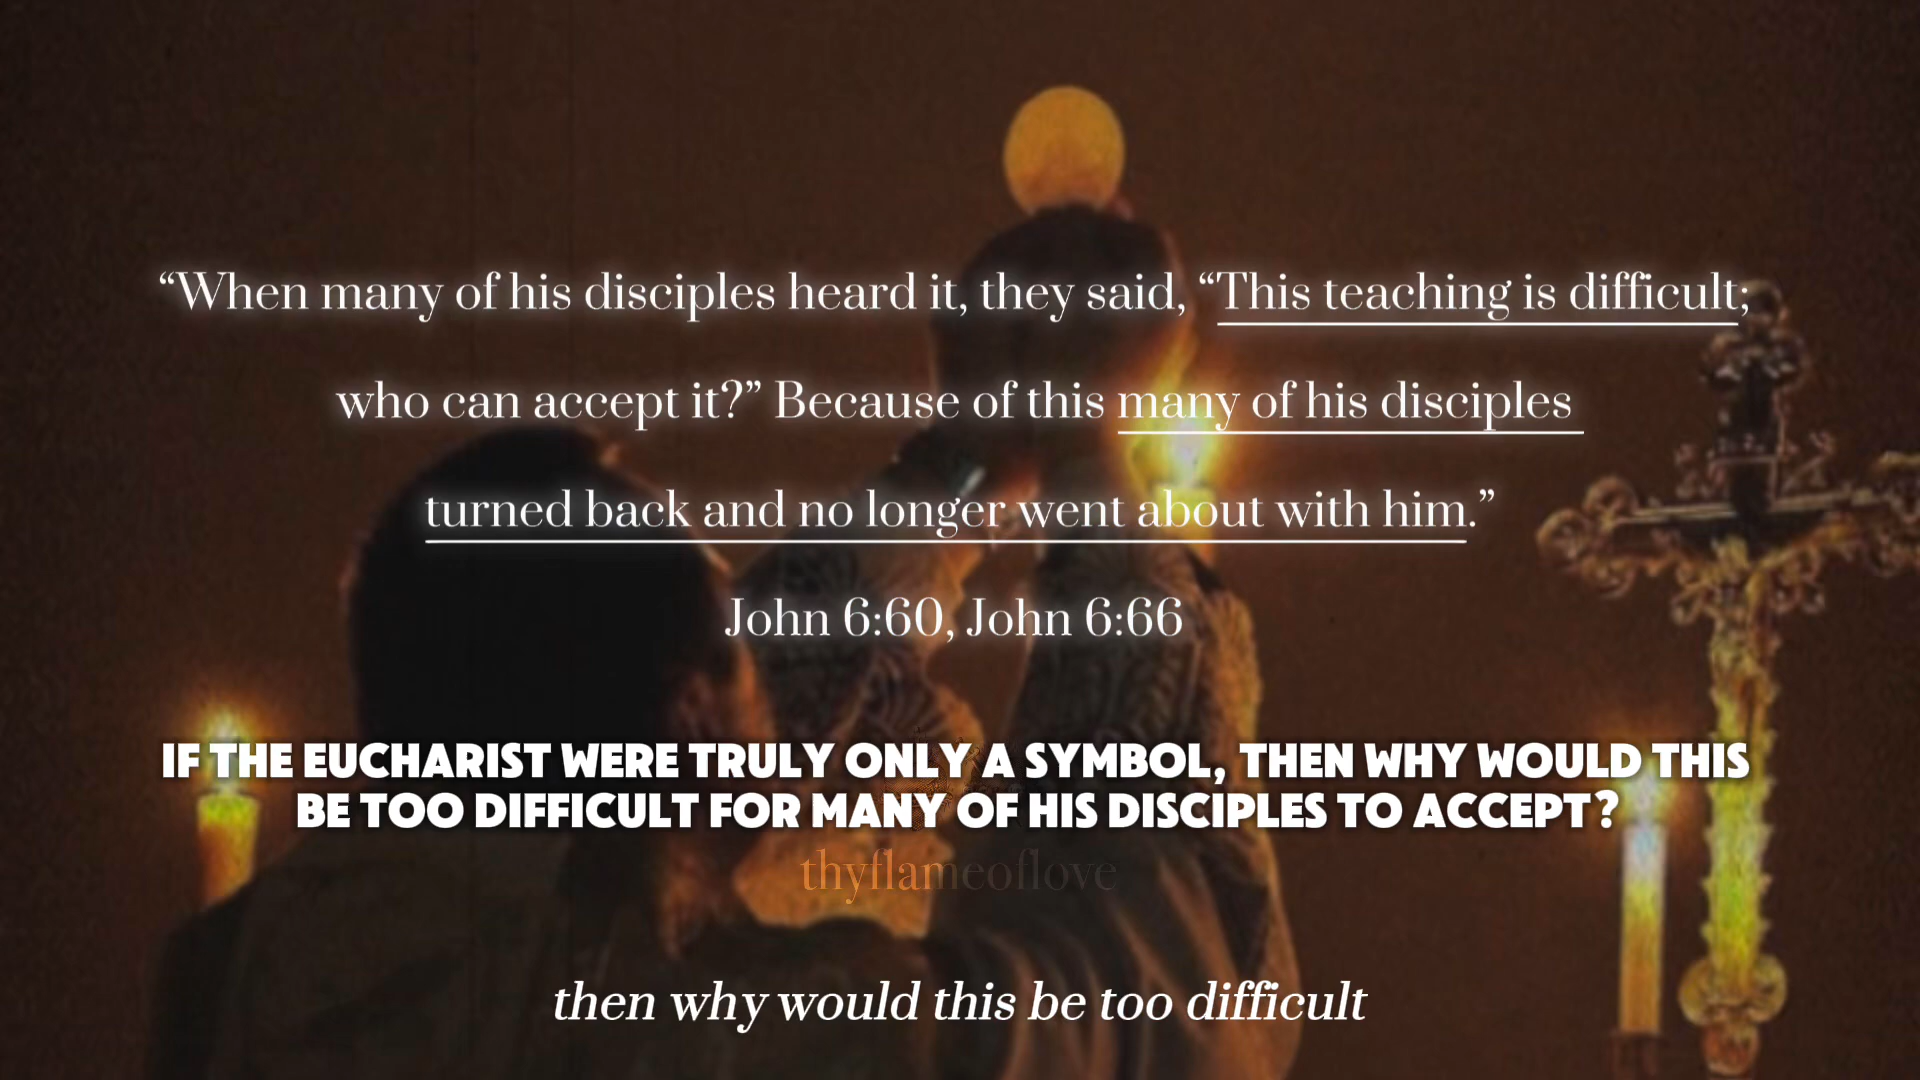 “When many of his disciples heard it, they said, “This teaching is difficult;
who can accept it?” Because of this many of his disciples
turned back and no longer went about with him.”
John 6:60, John 6:66
IF THE EUCHARIST WERE TRULY ONLY A SYMBOL, THEN WHY WOULD THIS
BE TOO DIFFICULT FOR MANY OF HIS DISCIPLES TO ACCEPT?
thyflameoflove
then why would this be too difficult